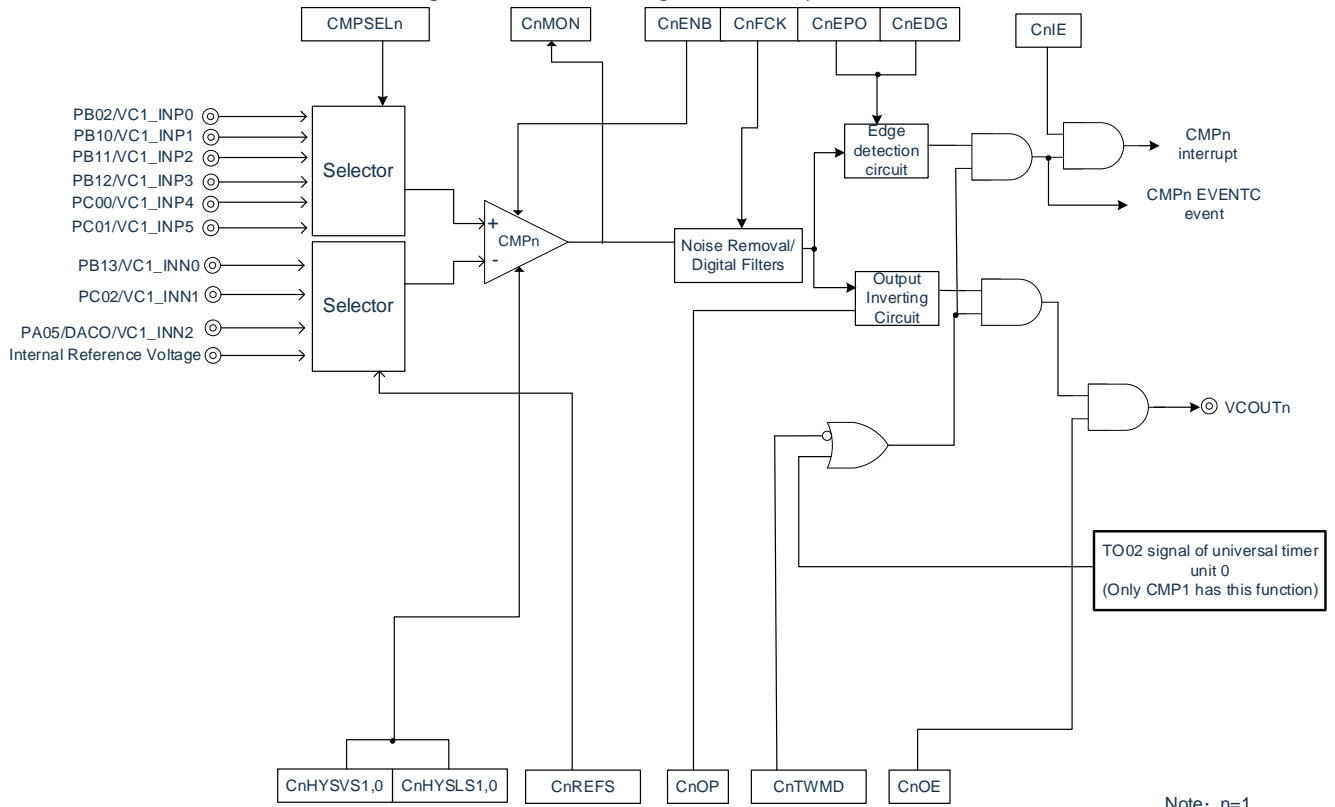 CMPSELn
CnMON
CnENB
CnFCK
CnEPO
CnEDG
CnIE
PB02/VC1_INP0
PB10/VC1_INP1
PB11/VC1_INP2
PB12/VC1_INP3
PC00/VC1_INP4
PC01/VC1_INP5
Selector
Edge
detection
circuit
CMPn
interrupt
CMPn EVENTC
event
+
CMPn
-
Noise Removal/
Digital Filters
PB13/VC1_INN0
PC02/VC1_INN1
PA05/DACO/VC1_INN2
Internal Reference Voltage
Selector
Output
Inverting
Circuit
VCOUTn
TO02 signal of universal timer
unit 0
(Only CMP1 has this function)
CnHYSVS1,0
CnHYSLS1,0
CnREFS
CnOP
CnTWMD
CnOE
Note: n=1